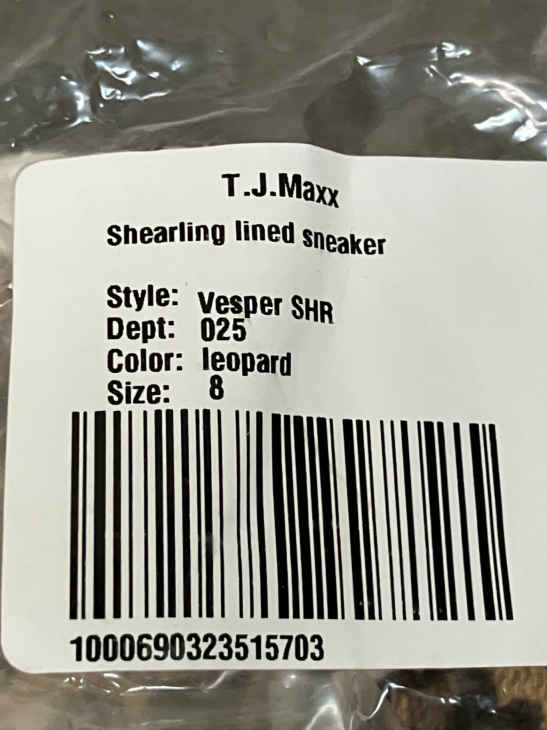 T.J.Maxx
Shearling lined sneaker
Style: Vesper SHR
Dept: 025
Color: leopard
Size: 8
1000690323515703